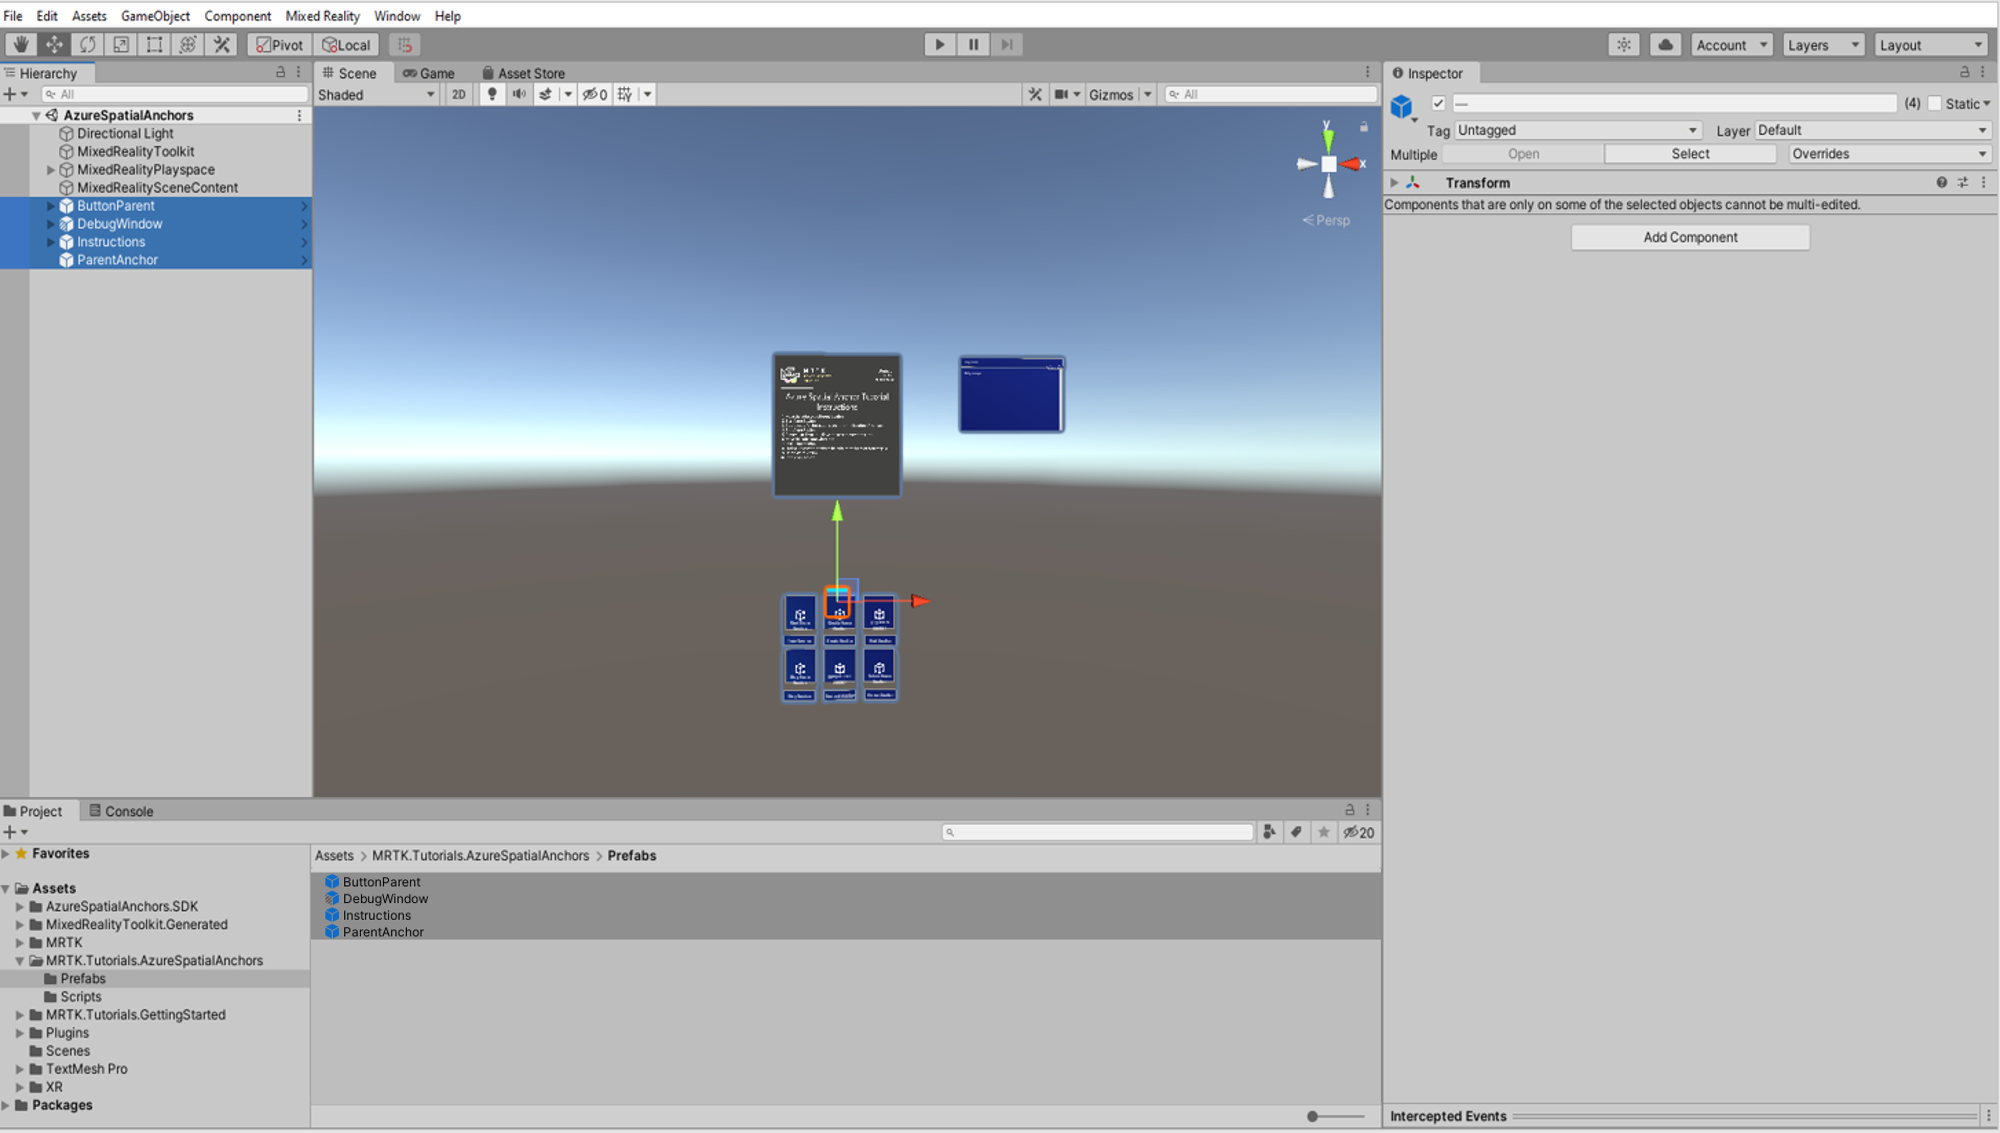 File Edit Assets GameObject Component Mixed Reality Window Help
Pivot Local Account Layers Layout
Hierarchy
All
AzureSpatialAnchors
Directional Light
MixedRealityToolkit
MixedRealityPlayspace
MixedRealitySceneContent
ButtonParent
DebugWindow
Instructions
ParentAnchor
Scene Game Asset Store
Shaded 2D 0 Gizmos All
y
x
Persp
MRTK
Azure Spatial Anchor Tutorial
Instructions
Inspector
— (4) Static
Tag Untagged Layer Default
Multiple Open Select Overrides
Transform
Components that are only on some of the selected objects cannot be multi-edited.
Add Component
Project Console
20
Favorites
Assets
AzureSpatialAnchors.SDK
MixedRealityToolkit.Generated
MRTK
MRTK.Tutorials.AzureSpatialAnchors
Prefabs
Scripts
MRTK.Tutorials.GettingStarted
Plugins
Scenes
TextMesh Pro
XR
Packages
Assets > MRTK.Tutorials.AzureSpatialAnchors > Prefabs
ButtonParent
DebugWindow
Instructions
ParentAnchor
Intercepted Events